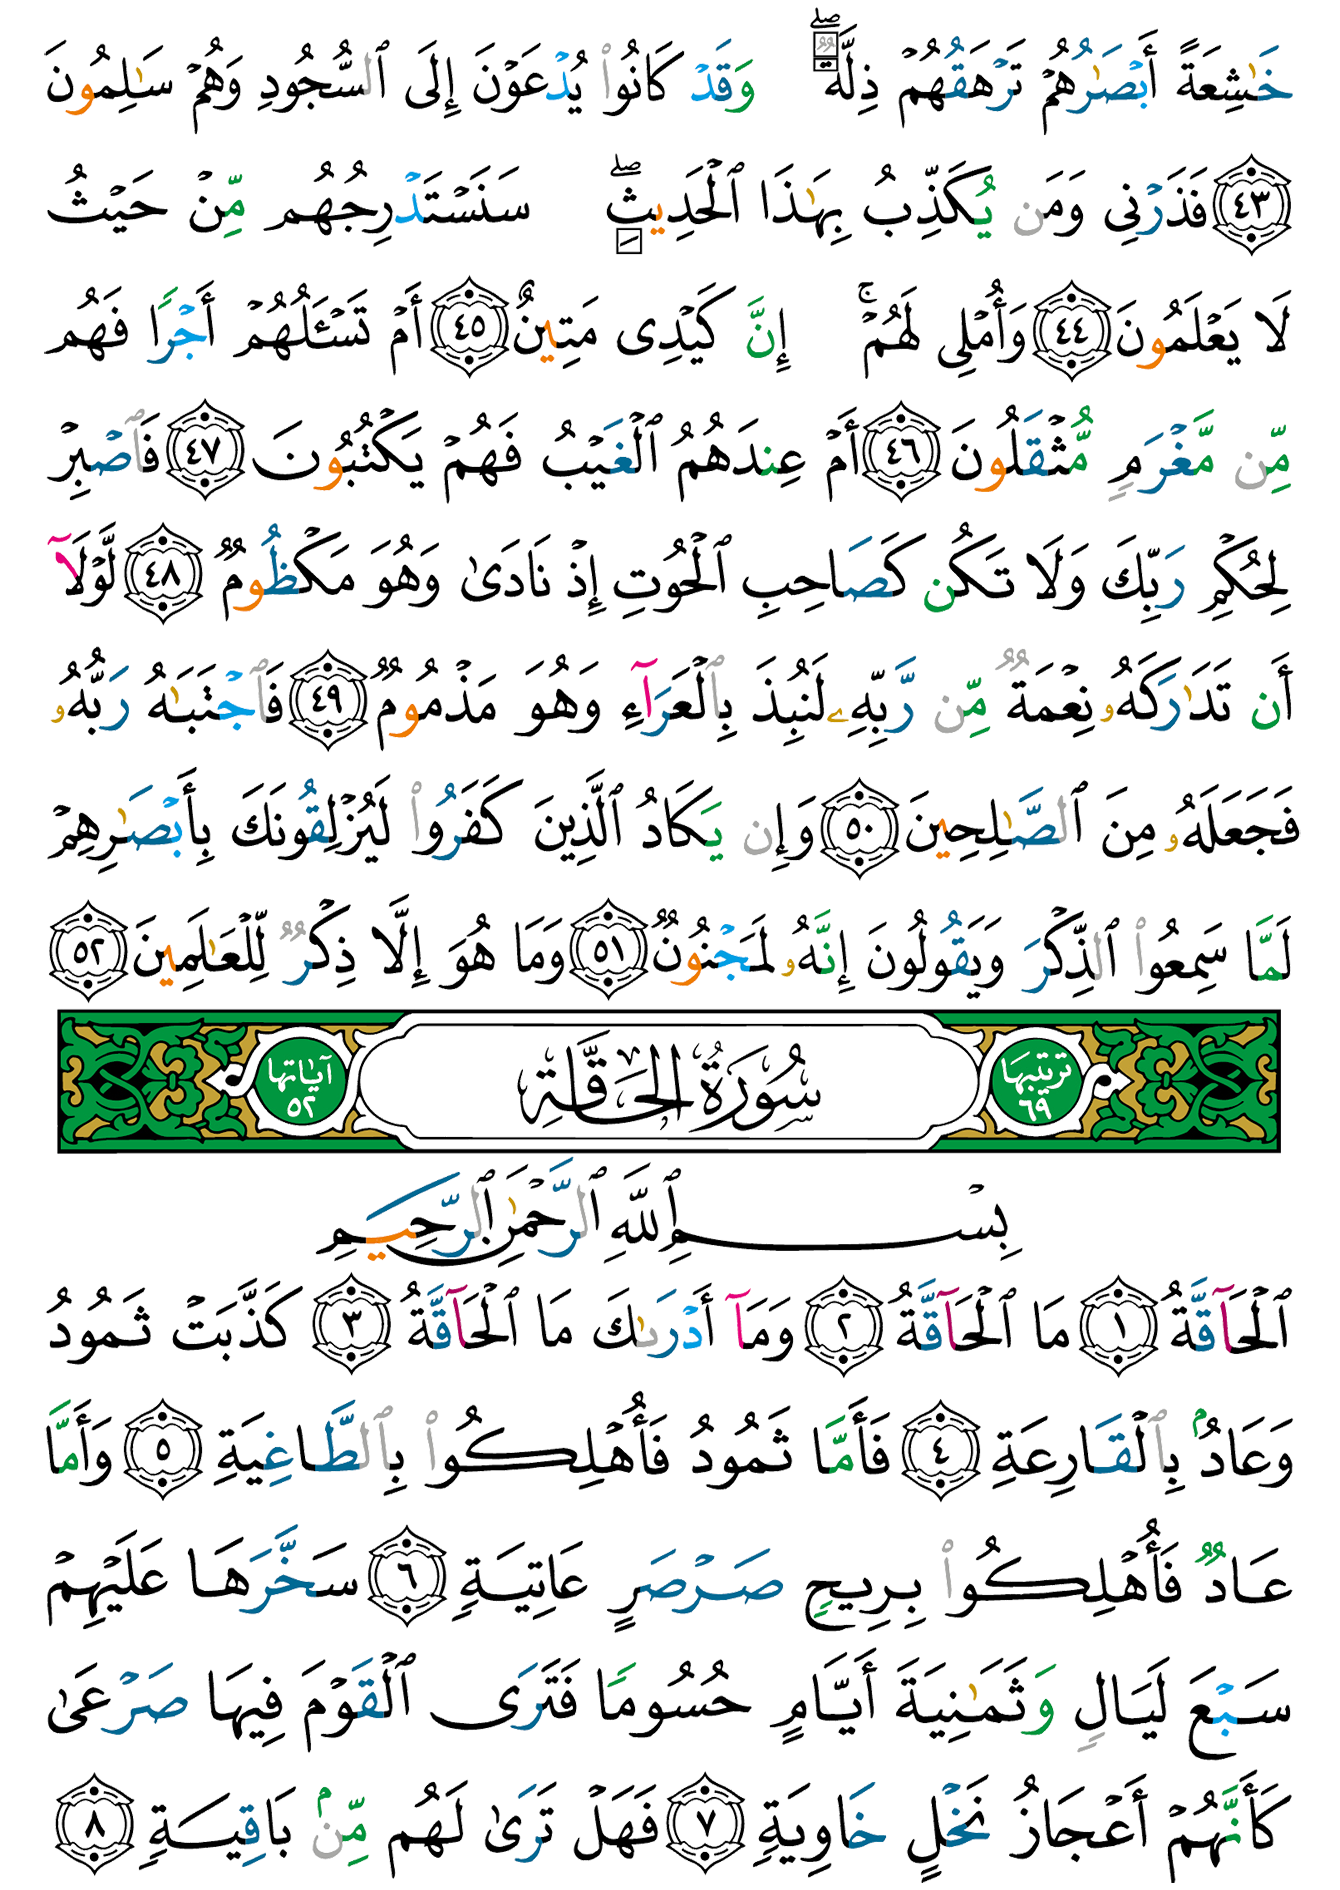 خَـٰشِعَةً أَبْصَـٰرُهُمْ تَرْهَقُهُمْ ذِلَّةٌ ۖ وَقَدْ كَانُوا۟ يُدْعَوْنَ إِلَى ٱلسُّجُودِ وَهُمْ سَـٰلِمُونَ
٤٣ فَذَرْنِى وَمَن يُكَذِّبُ بِهَـٰذَا ٱلْحَدِيثِ ۖ سَنَسْتَدْرِجُهُم مِّنْ حَيْثُ
لَا يَعْلَمُونَ ٤٤ وَأُمْلِى لَهُمْ ۚ إِنَّ كَيْدِى مَتِينٌ ٤٥ أَمْ تَسْـَٔلُهُمْ أَجْرًا فَهُم
مِّن مَّغْرَمٍ مُّثْقَلُونَ ٤٦ أَمْ عِندَهُمُ ٱلْغَيْبُ فَهُمْ يَكْتُبُونَ ٤٧ فَٱصْبِرْ
لِحُكْمِ رَبِّكَ وَلَا تَكُن كَصَاحِبِ ٱلْحُوتِ إِذْ نَادَىٰ وَهُوَ مَكْظُومٌ ٤٨ لَّوْلَآ
أَن تَدَٰرَكَهُۥ نِعْمَةٌ مِّن رَّبِّهِۦ لَنُبِذَ بِٱلْعَرَآءِ وَهُوَ مَذْمُومٌ ٤٩ فَٱجْتَبَـٰهُ رَبُّهُۥ
فَجَعَلَهُۥ مِنَ ٱلصَّـٰلِحِينَ ٥٠ وَإِن يَكَادُ ٱلَّذِينَ كَفَرُوا۟ لَيُزْلِقُونَكَ بِأَبْصَـٰرِهِمْ
لَمَّا سَمِعُوا۟ ٱلذِّكْرَ وَيَقُولُونَ إِنَّهُۥ لَمَجْنُونٌ ٥١ وَمَا هُوَ إِلَّا ذِكْرٌ لِّلْعَـٰلَمِينَ ٥٢
ترتيبها ٦٩ سُورَةُ الحَاقَّةِ آياتها ٥٢
بِسْمِ ٱللَّهِ ٱلرَّحْمَـٰنِ ٱلرَّحِيمِ
ٱلْحَآقَّةُ ١ مَا ٱلْحَآقَّةُ ٢ وَمَآ أَدْرَىٰكَ مَا ٱلْحَآقَّةُ ٣ كَذَّبَتْ ثَمُودُ
وَعَادٌۢ بِٱلْقَارِعَةِ ٤ فَأَمَّا ثَمُودُ فَأُهْلِكُوا۟ بِٱلطَّاغِيَةِ ٥ وَأَمَّا
عَادٌ فَأُهْلِكُوا۟ بِرِيحٍ صَرْصَرٍ عَاتِيَةٍ ٦ سَخَّرَهَا عَلَيْهِمْ
سَبْعَ لَيَالٍ وَثَمَـٰنِيَةَ أَيَّامٍ حُسُومًا فَتَرَى ٱلْقَوْمَ فِيهَا صَرْعَىٰ
كَأَنَّهُمْ أَعْجَازُ نَخْلٍ خَاوِيَةٍ ٧ فَهَلْ تَرَىٰ لَهُم مِّنۢ بَاقِيَةٍ ٨